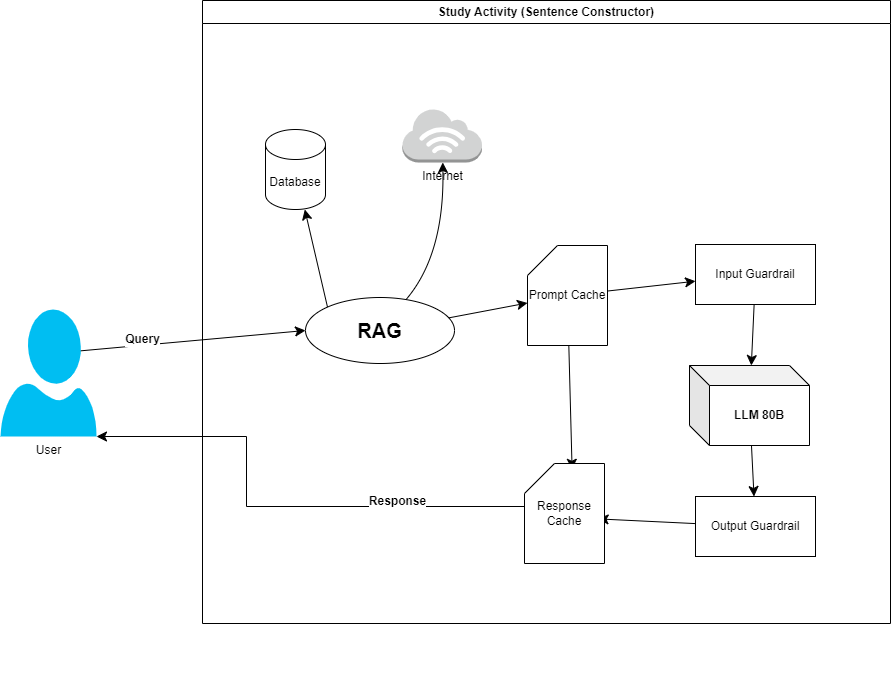 Study Activity (Sentence Constructor)
Database
Internet
Prompt Cache
Input Guardrail
Query
RAG
LLM 80B
User
Response
Response
Cache
Output Guardrail